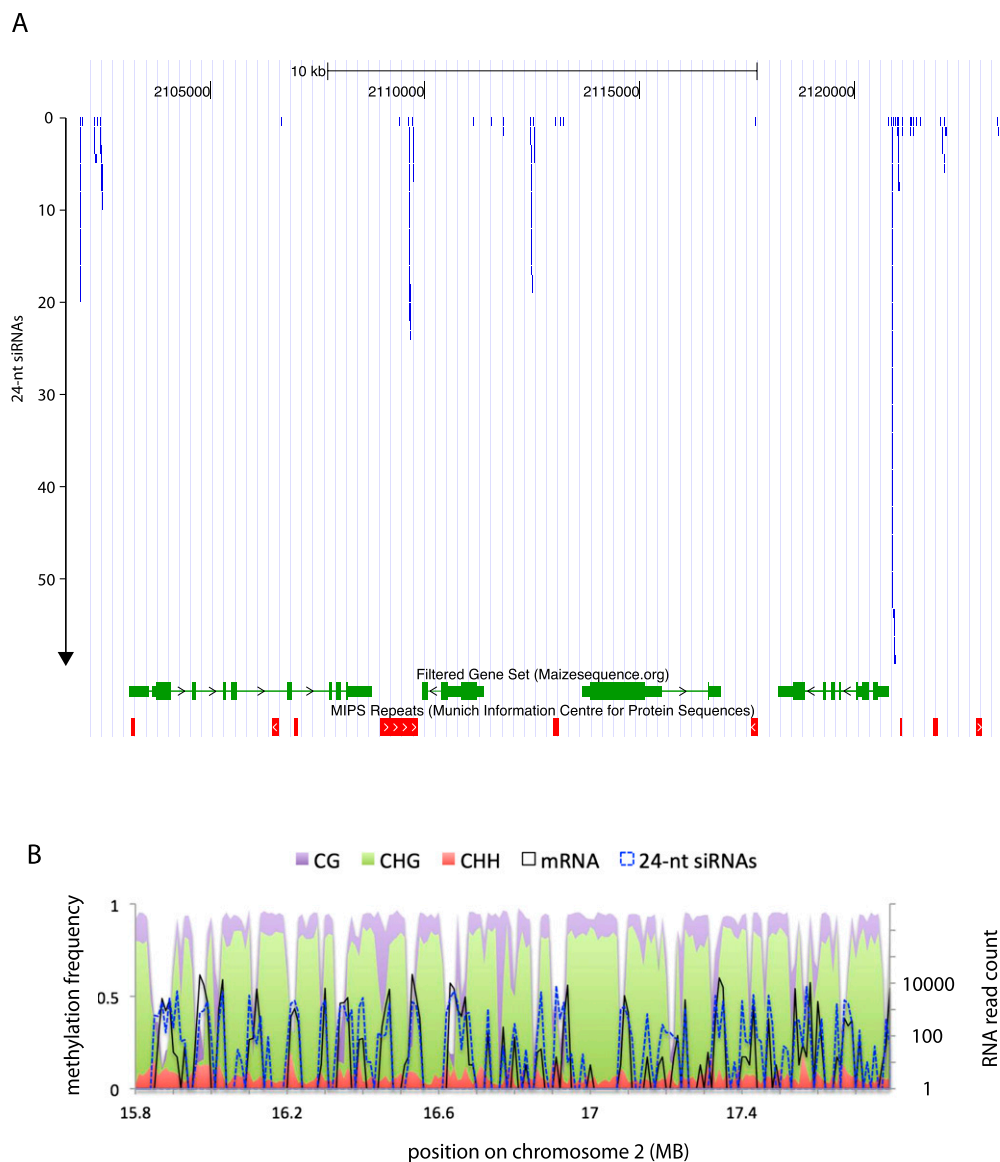 A
10 kb
2105000 2110000 2115000 2120000
0
10
20
30
40
50
24-nt siRNAs
Filtered Gene Set (Maizesequence.org)
MIPS Repeats (Munich Information Centre for Protein Sequences)
B
CG CHG CHH mRNA 24-nt siRNAs
methylation frequency
1
0.5
0
10000
100
1
RNA read count
15.8 16.2 16.6 17 17.4
position on chromosome 2 (MB)